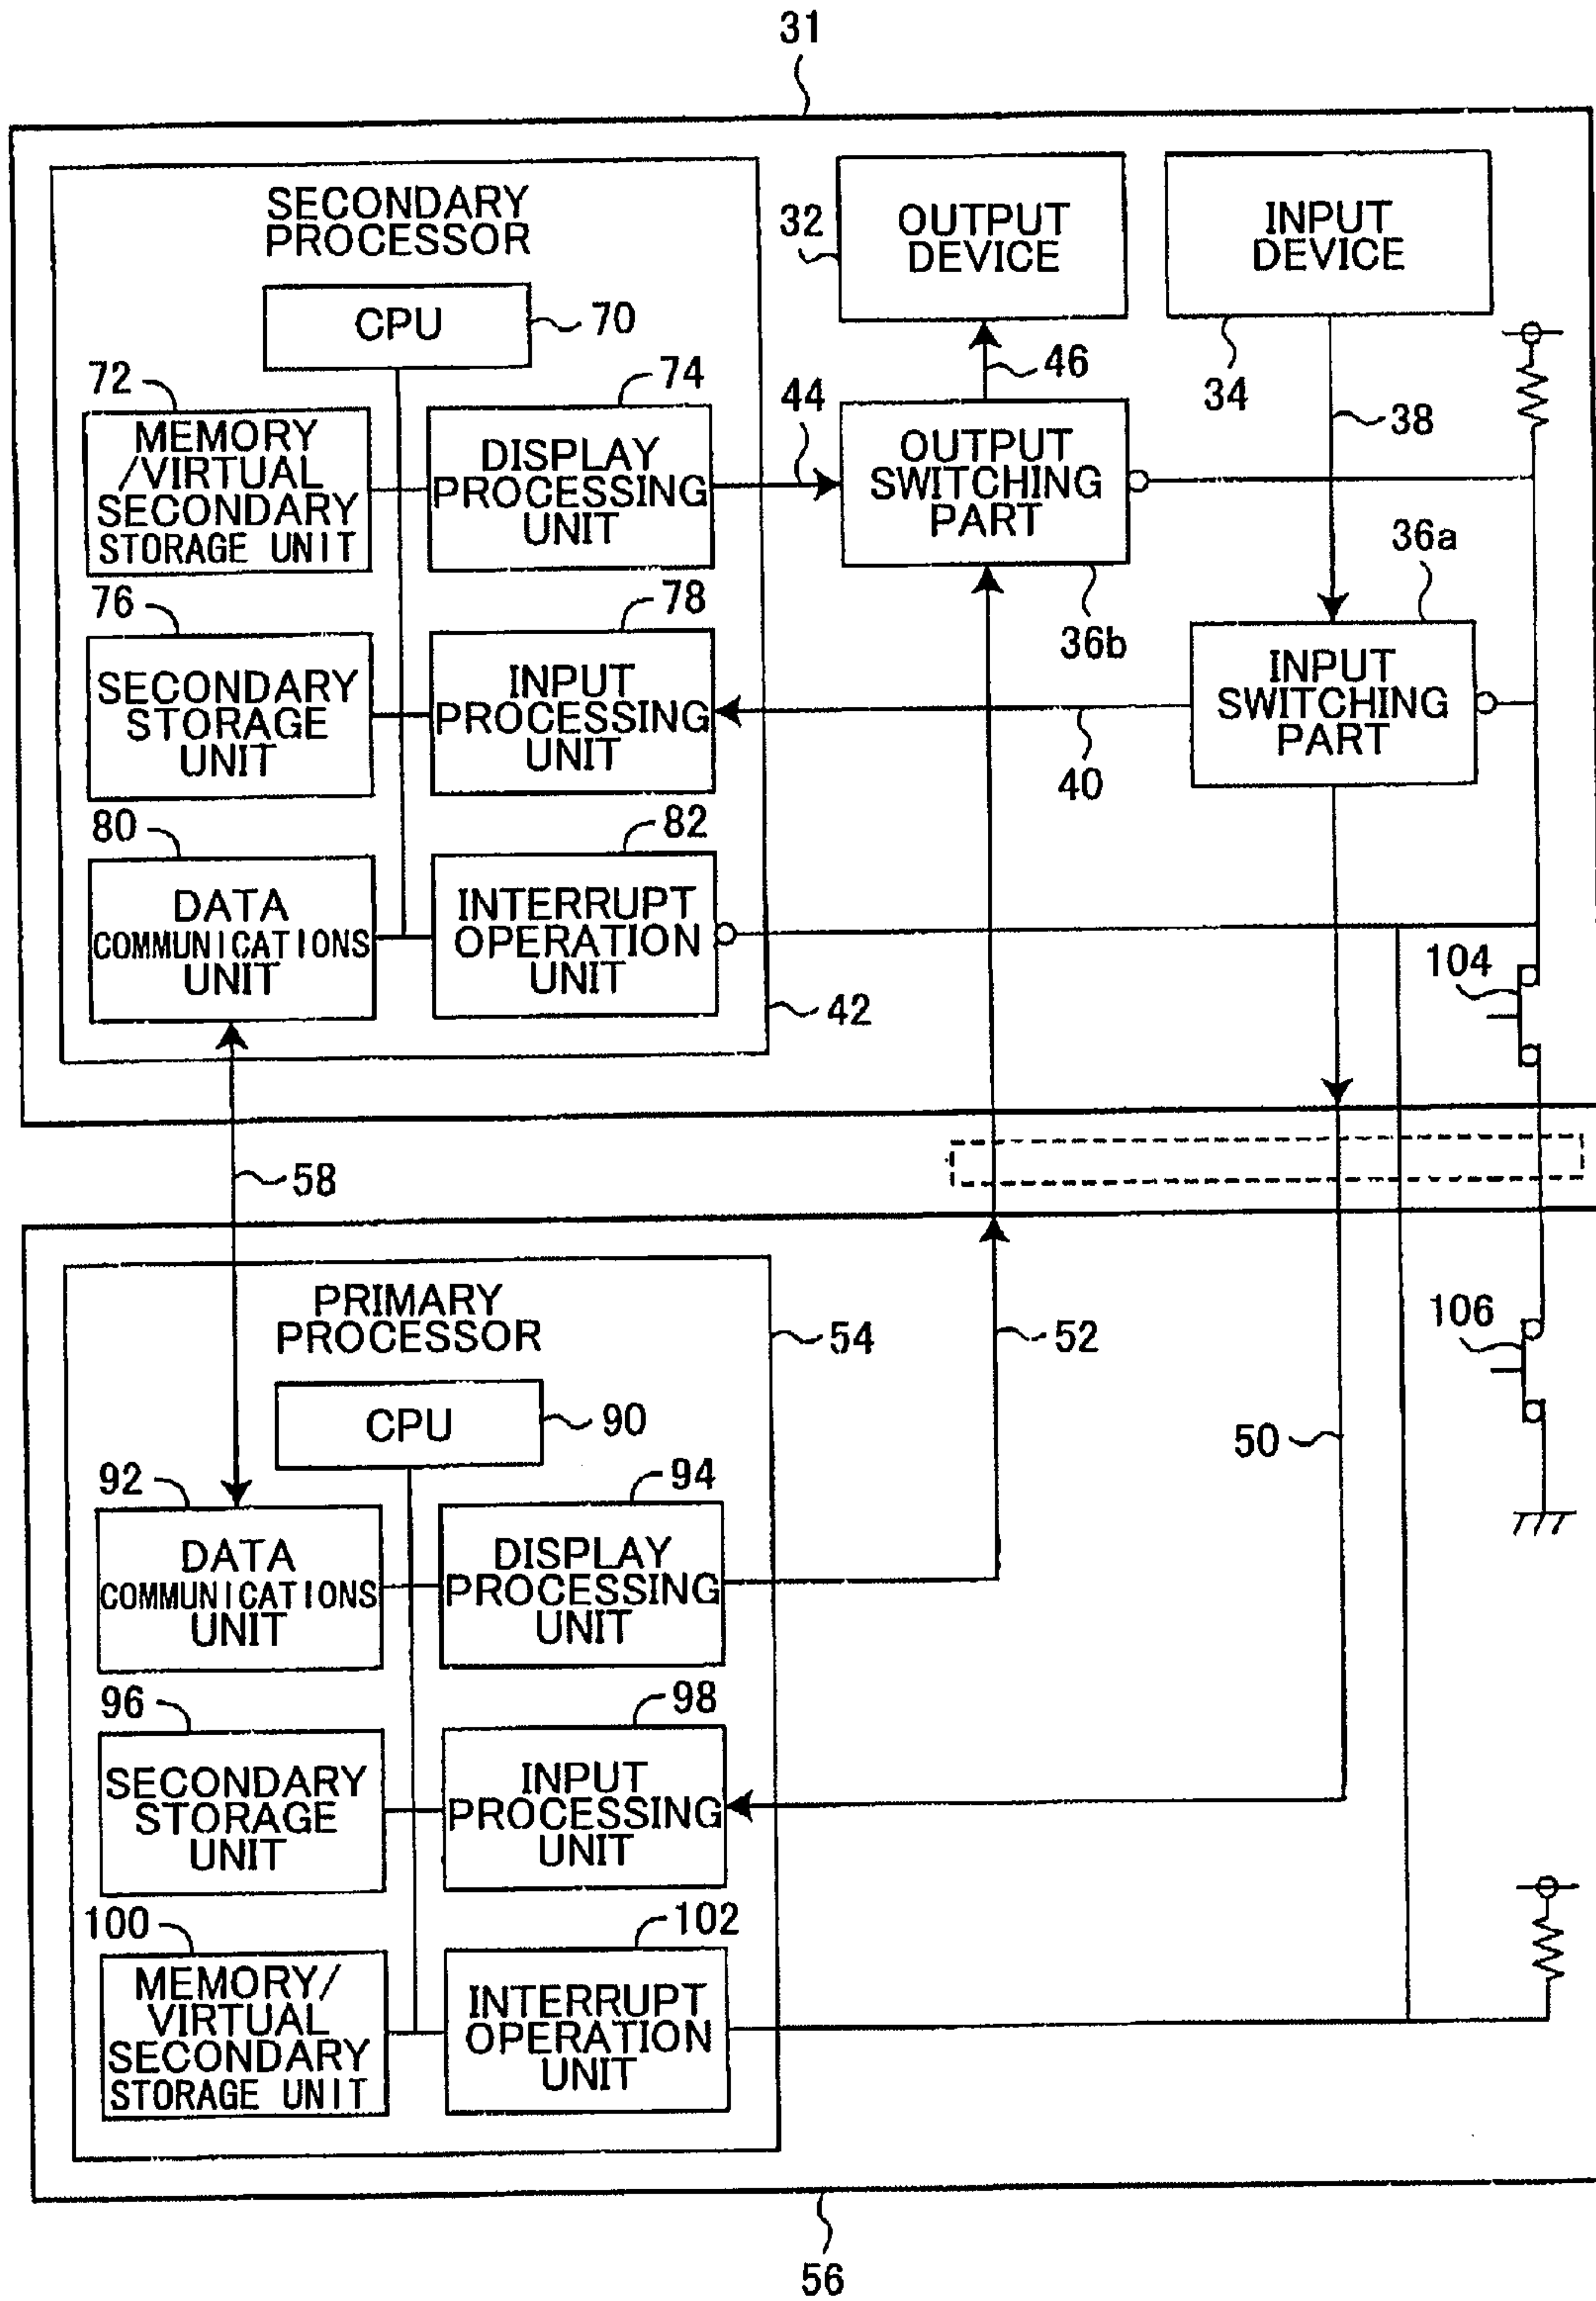 31
SECONDARY
PROCESSOR
CPU
70
72
MEMORY
/VIRTUAL
SECONDARY
STORAGE UNIT
74
DISPLAY
PROCESSING
UNIT
76
SECONDARY
STORAGE
UNIT
78
INPUT
PROCESSING
UNIT
80
DATA
COMMUNICATIONS
UNIT
82
INTERRUPT
OPERATION
UNIT
42
32
OUTPUT
DEVICE
INPUT
DEVICE
34
46
44
38
OUTPUT
SWITCHING
PART
36b
36a
INPUT
SWITCHING
PART
40
104
58
PRIMARY
PROCESSOR
54
CPU
90
92
DATA
COMMUNICATIONS
UNIT
94
DISPLAY
PROCESSING
UNIT
96
SECONDARY
STORAGE
UNIT
98
INPUT
PROCESSING
UNIT
100
MEMORY/
VIRTUAL
SECONDARY
STORAGE UNIT
102
INTERRUPT
OPERATION
UNIT
52
50
106
56